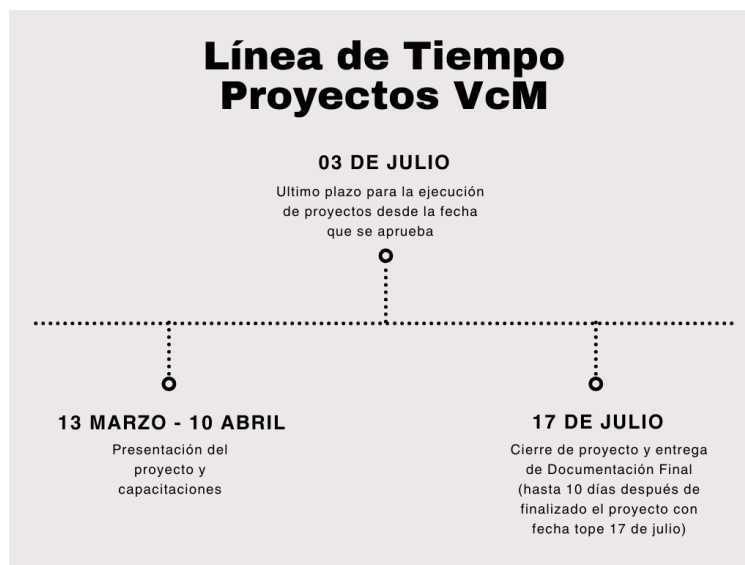 Línea de Tiempo
Proyectos VcM
03 DE JULIO
Ultimo plazo para la ejecución
de proyectos desde la fecha
que se aprueba
13 MARZO - 10 ABRIL
Presentación del
proyecto y
capacitaciones
17 DE JULIO
Cierre de proyecto y entrega
de Documentación Final
(hasta 10 días después de
finalizado el proyecto con
fecha tope 17 de julio)